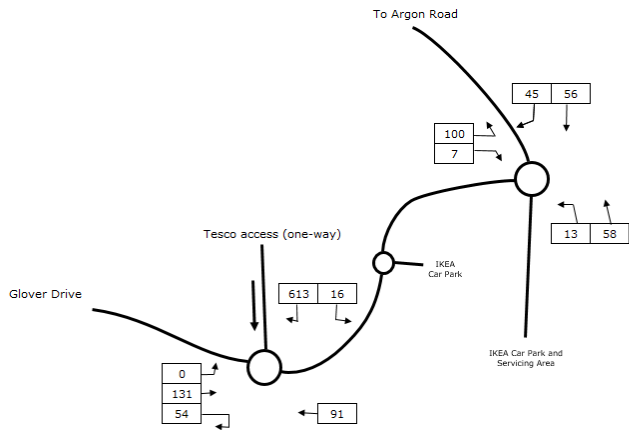 To Argon Road
45 56
100
7
13 58
Tesco access (one-way)
IKEA
Car Park
613 16
Glover Drive
IKEA Car Park and
Servicing Area
0
131
54
91